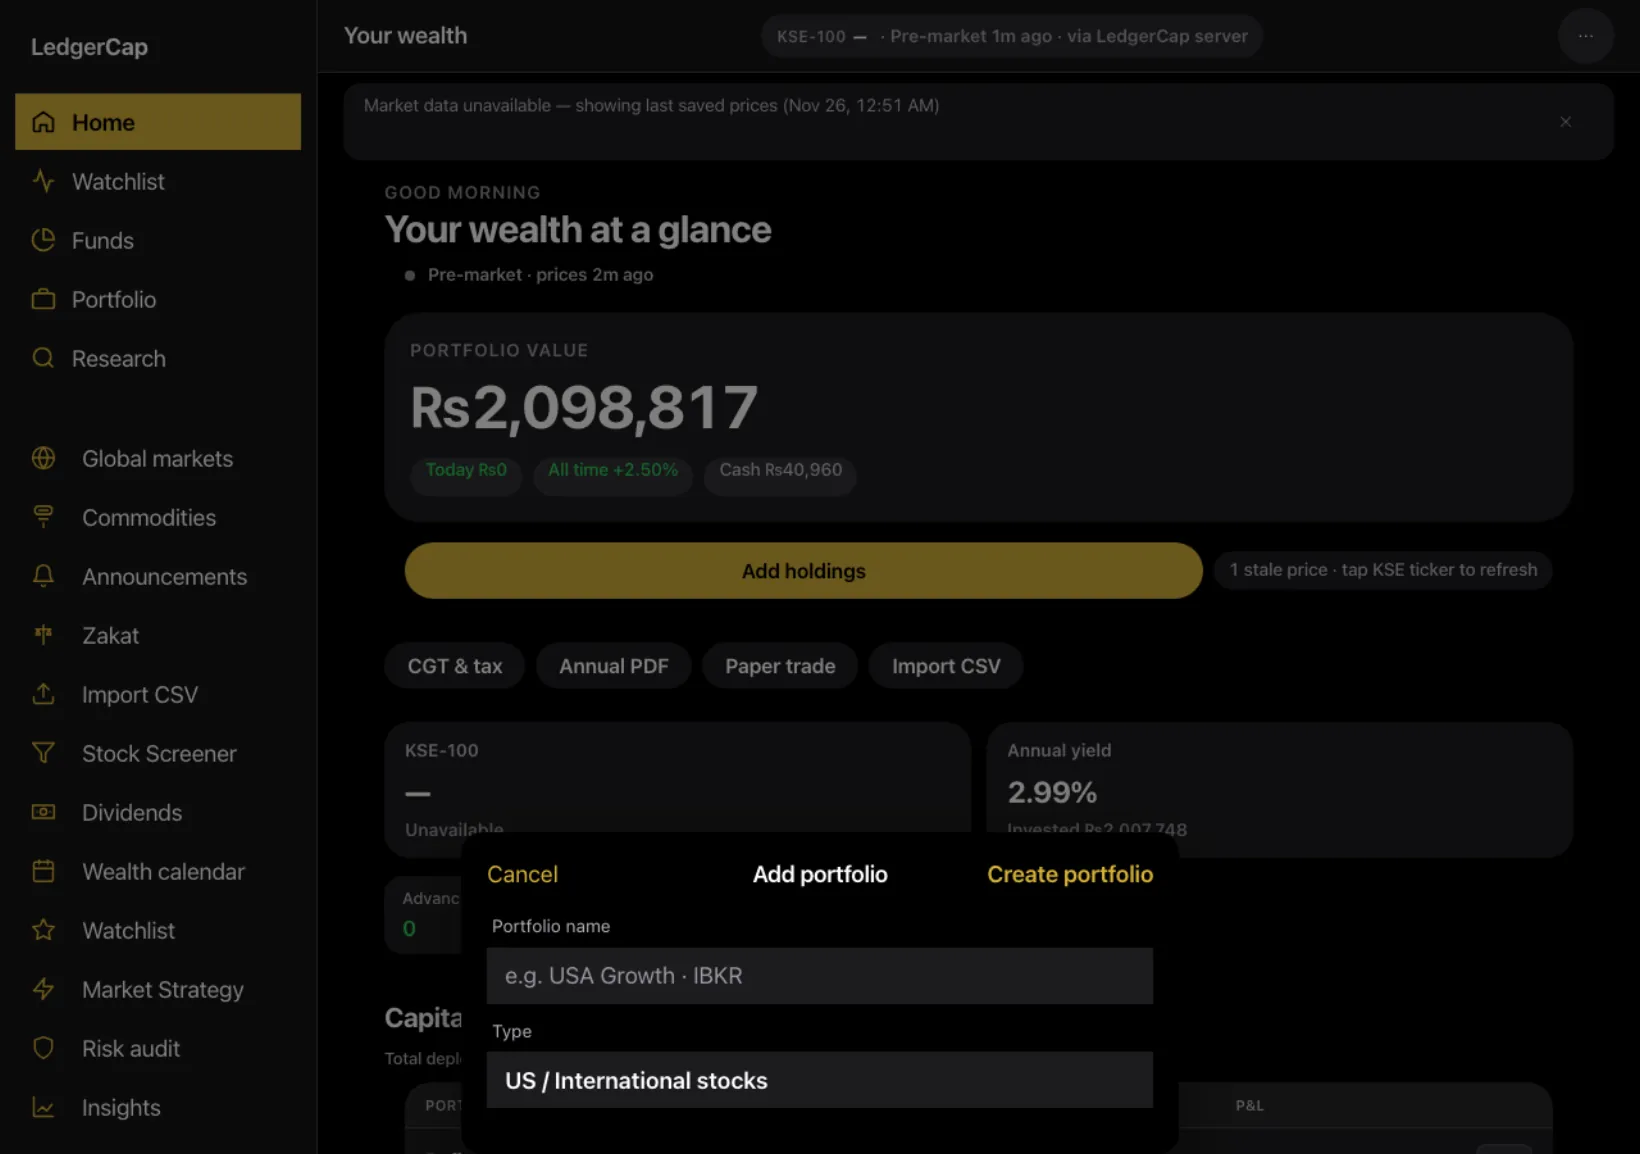 LedgerCap
Home
Watchlist
Funds
Portfolio
Research
Global markets
Commodities
Announcements
Zakat
Import CSV
Stock Screener
Dividends
Wealth calendar
Watchlist
Market Strategy
Risk audit
Insights
Your wealth
KSE-100 — · Pre-market 1m ago · via LedgerCap server
...
Market data unavailable — showing last saved prices (Nov 26, 12:51 AM)
GOOD MORNING
Your wealth at a glance
Pre-market · prices 2m ago
PORTFOLIO VALUE
Rs2,098,817
Today Rs0 All time +2.50% Cash Rs40,960
Add holdings
1 stale price · tap KSE ticker to refresh
CGT & tax Annual PDF Paper trade Import CSV
KSE-100
—
Unavailable
Annual yield
2.99%
Invested Rs2,007,748
Advanc
0
Capita
Total depl
PORT
P&L
Cancel Add portfolio Create portfolio
Portfolio name
e.g. USA Growth · IBKR
Type
US / International stocks